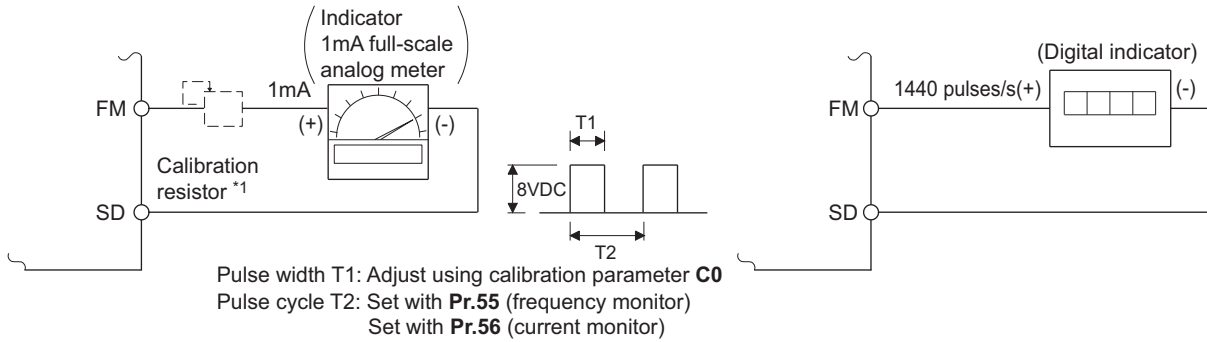 Indicator
1mA full-scale
analog meter
FM
1mA
(+)
(-)
Calibration
resistor *1
SD
T1
8VDC
T2
Pulse width T1: Adjust using calibration parameter C0
Pulse cycle T2: Set with Pr.55 (frequency monitor)
Set with Pr.56 (current monitor)
(Digital indicator)
FM
1440 pulses/s(+)
(-)
SD